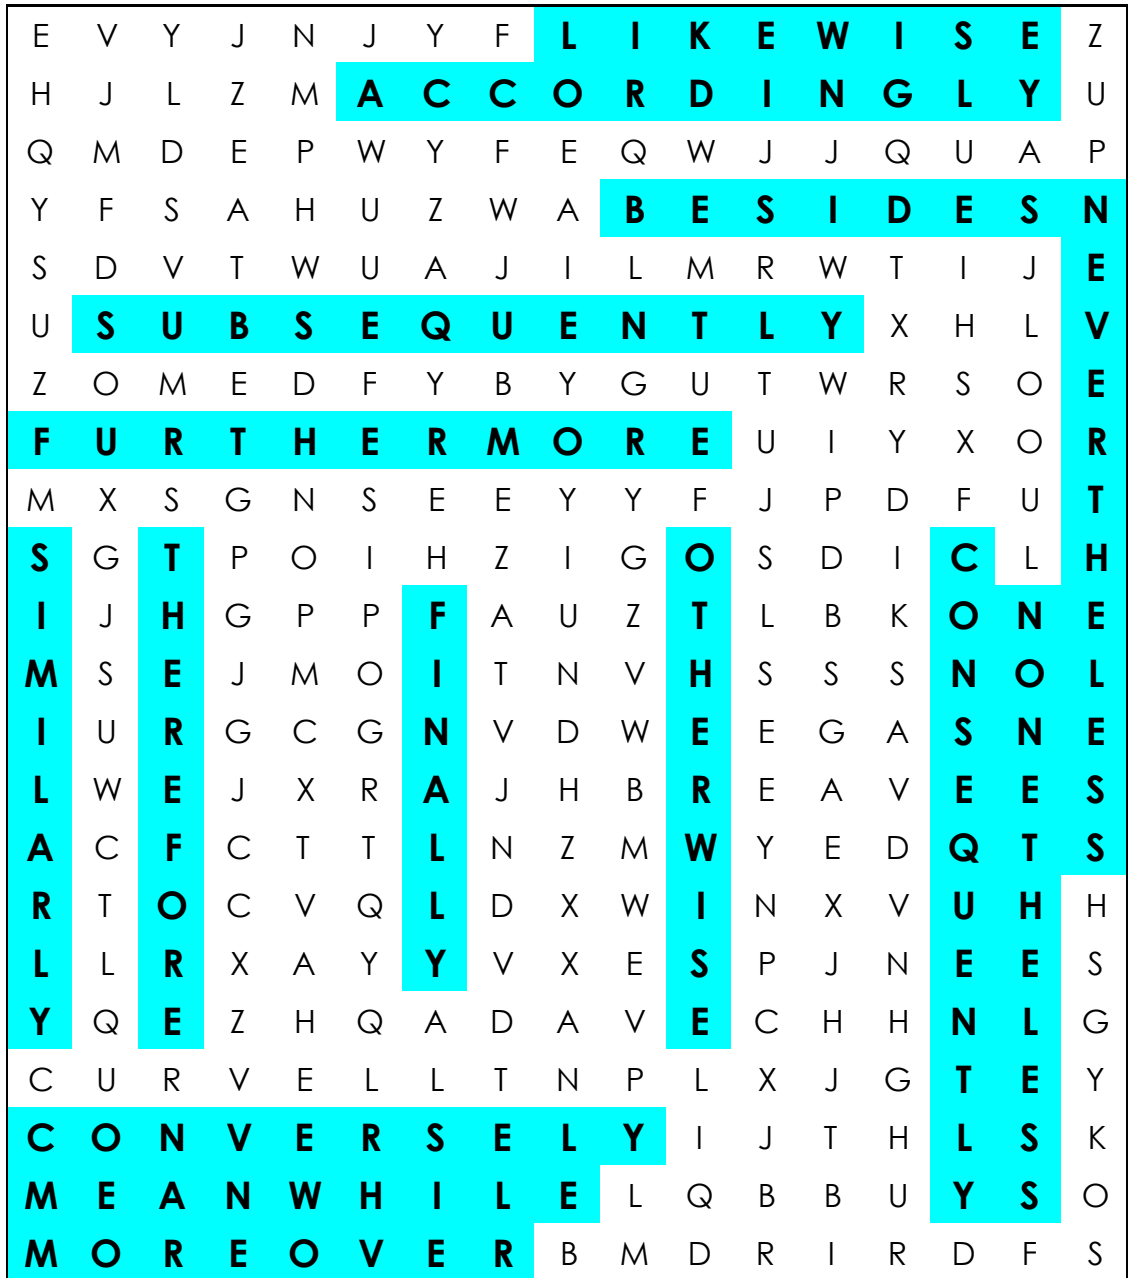 E V Y J N J Y F L I K E W I S E Z
H J L Z M A C C O R D I N G L Y U
Q M D E P W Y F E Q W J J Q U A P
Y F S A H U Z W A B E S I D E S N
S D V T W U A J I L M R W T I J E
U S U B S E Q U E N T L Y X H L V
Z O M E D F Y B Y G U T W R S O E
F U R T H E R M O R E U I Y X O R
M X S G N S E E Y Y F J P D F U T
S G T P O I H Z I G O S D I C L H
I J H G P P F A U Z T L B K O N E
M S E J M O I T N V H S S S N O L
I U R G C G N V D W E E G A S N E
L W E J X R A J H B R E A V E E S
A C F C T T L N Z M W Y E D Q T S
R T O C V Q L D X W I N X V U H H
L L R X A Y Y V X E S P J N E E S
Y Q E Z H Q A D A V E C H H N L G
C U R V E L L T N P L X J G T E Y
C O N V E R S E L Y I J T H L S K
M E A N W H I L E L Q B B U Y S O
M O R E O V E R B M D R I R D F S